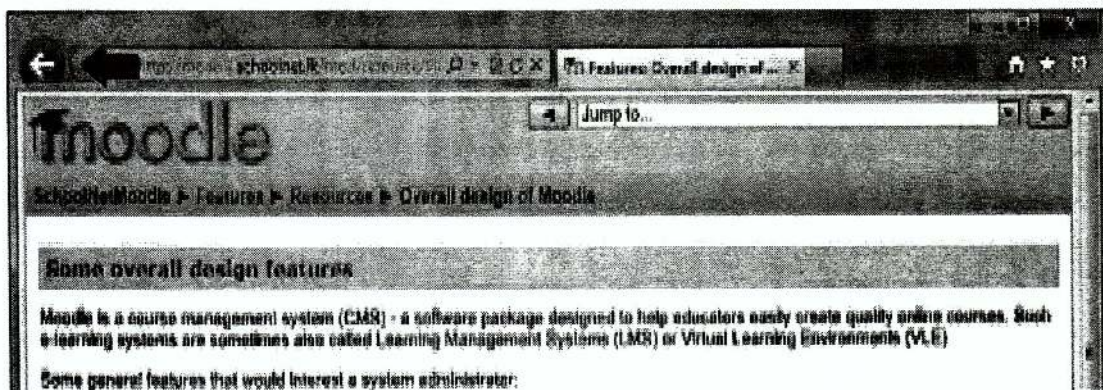 schoolnet.lk
Features: Overall design of ... X
Jump to...
moodle
SchoolNetMoodle ► Features ► Resources ► Overall design of Moodle
Some overall design features
Moodle is a course management system (CMS) - a software package designed to help educators easily create quality online courses. Such
e-learning systems are sometimes also called Learning Management Systems (LMS) or Virtual Learning Environments (VLE)
Some general features that would interest a system administrator: